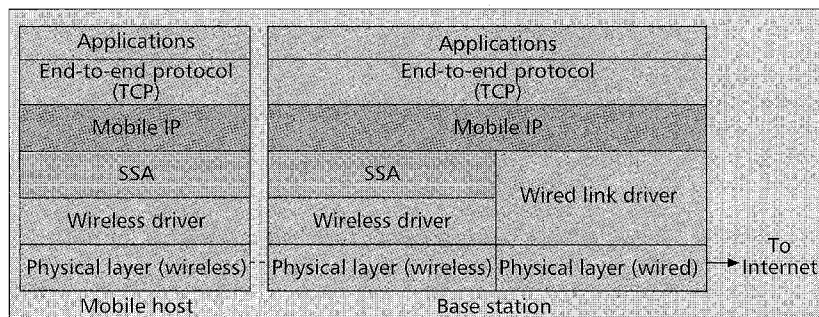 Applications
End-to-end protocol
(TCP)
Mobile IP
SSA
Wireless driver
Physical layer (wireless)
Mobile host
Applications
End-to-end protocol
(TCP)
Mobile IP
SSA
Wireless driver
Physical layer (wireless)
Wired link driver
Physical layer (wired)
Base station
To
Internet